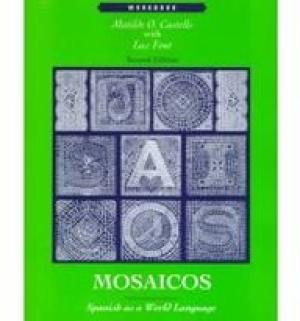 WORKBOOK
Matilde O. Castells
with
Luz Font
Second Edition
A I
O S
MOSAICOS
Spanish as a World Language